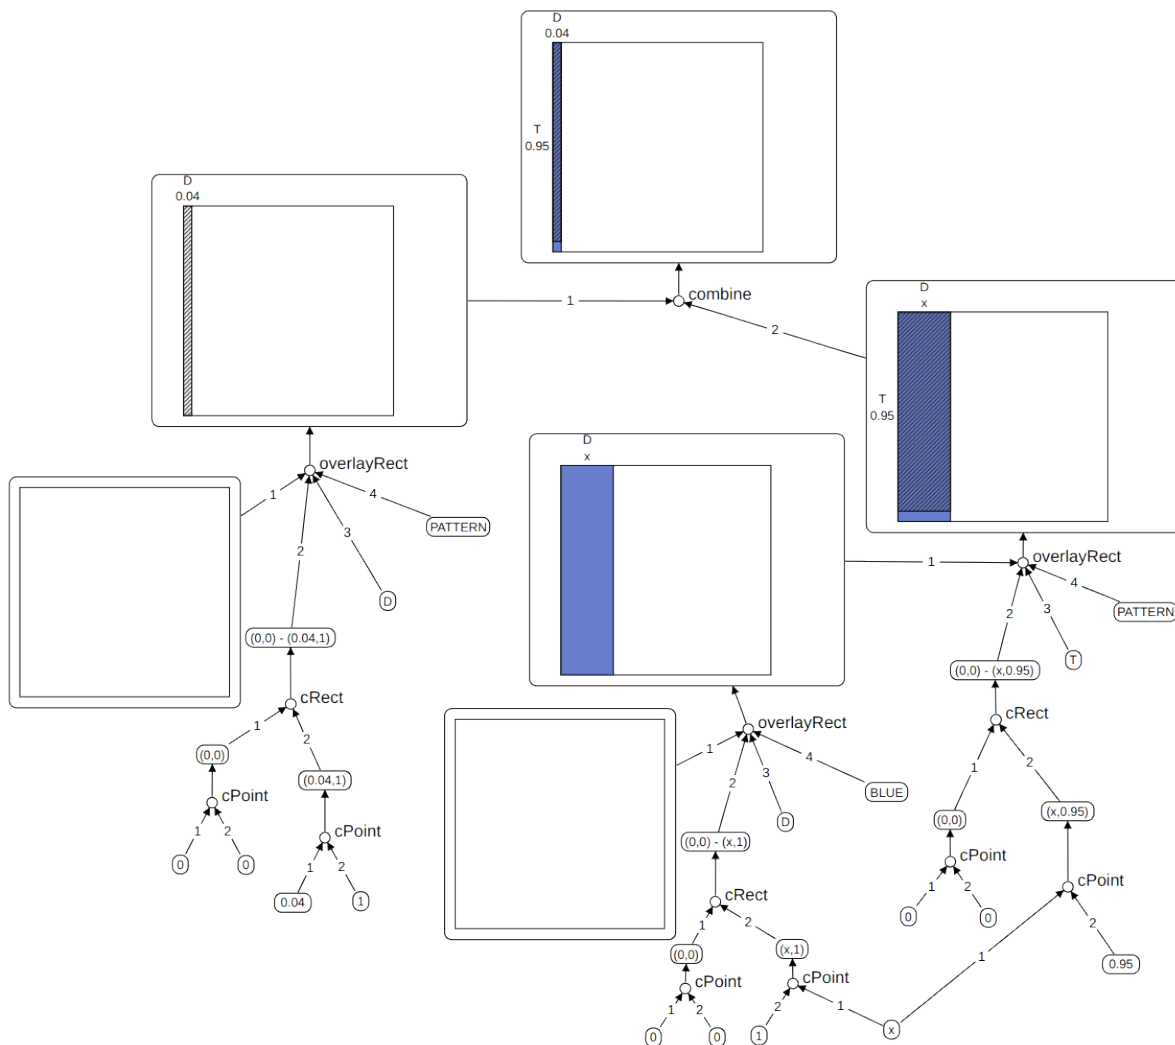 D
0.04
T
0.95
D
0.04
combine
1
2
D
x
T
0.95
D
x
overlayRect
1
4
PATTERN
2
3
D
(0,0) - (0.04,1)
cRect
1
2
(0,0)
(0.04,1)
cPoint
1
2
0
0
cPoint
1
2
0.04
1
overlayRect
1
4
PATTERN
2
3
T
(0,0) - (x,0.95)
cRect
1
2
(0,0)
(x,0.95)
cPoint
1
2
0
0
cPoint
1
2
0.95
overlayRect
1
4
BLUE
2
3
D
(0,0) - (x,1)
cRect
1
2
(0,0)
(x,1)
cPoint
1
2
0
0
cPoint
2
1
1
x